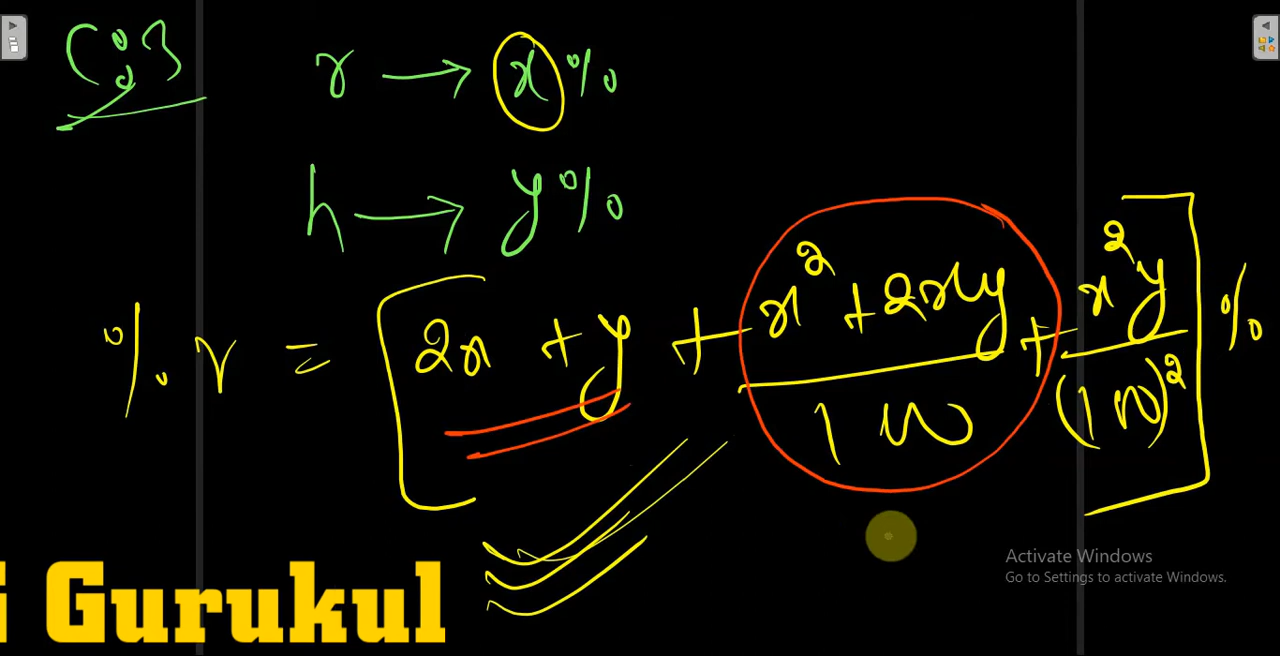 r → x%
h → y%
% v = [2x + y + (x² + 2xy)/100 + x²y/(100)²] %
Activate Windows
Go to Settings to activate Windows.
i Gurukul